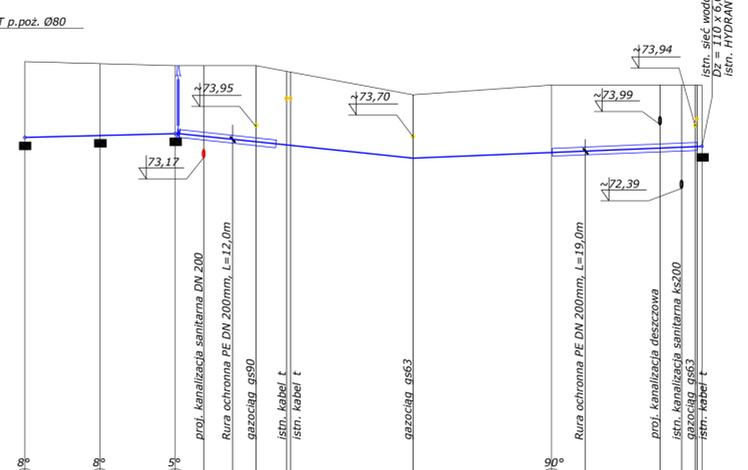 T p.poż. Ø80
istn. sieć wodo
Dz = 110 x 6,
istn. HYDRAN
~73,94
~73,95
~73,70
~73,99
73,17
~72,39
proj. kanalizacja sanitarna DN 200
Rura ochronna PE DN 200mm, L=12,0m
gazociąg gs90
istn. kabel t
istn. kabel t
gazociąg gs63
Rura ochronna PE DN 200mm, L=19,0m
proj. kanalizacja deszczowa
istn. kanalizacja sanitarna ks200
gazociąg gs63
istn. kabel t
8°
8°
5°
90°